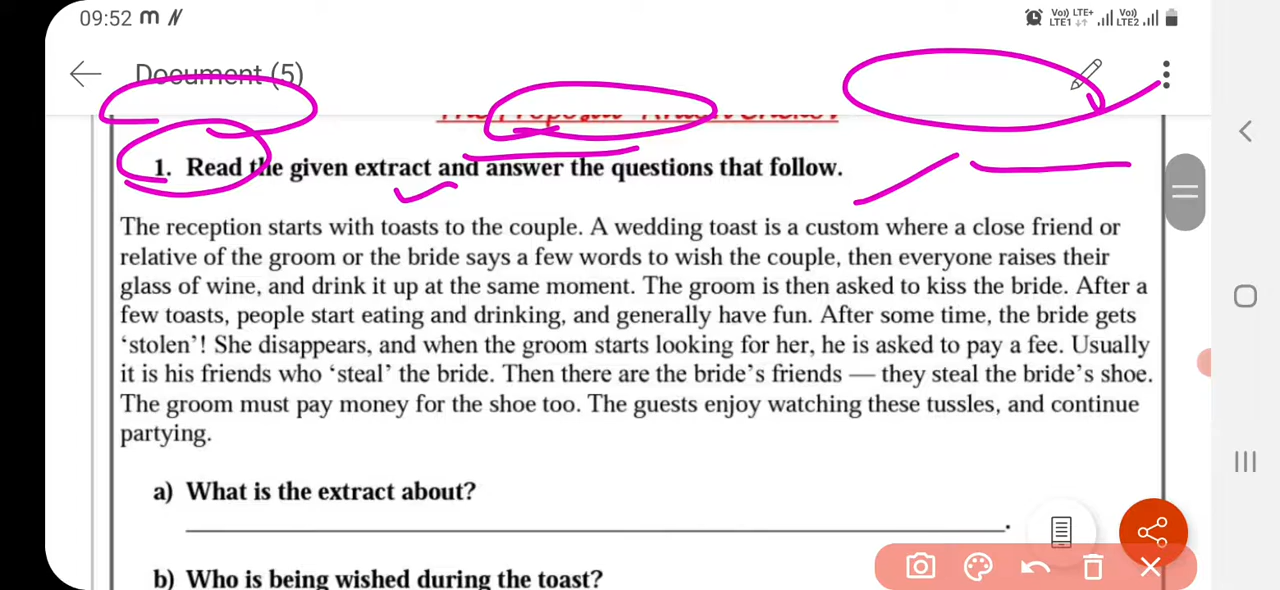 09:52 m N
Vo)) LTE+ Vo))
LTE1 LTE2
Document (5)
The Proposal
1. Read the given extract and answer the questions that follow.
The reception starts with toasts to the couple. A wedding toast is a custom where a close friend or
relative of the groom or the bride says a few words to wish the couple, then everyone raises their
glass of wine, and drink it up at the same moment. The groom is then asked to kiss the bride. After a
few toasts, people start eating and drinking, and generally have fun. After some time, the bride gets
‘stolen’! She disappears, and when the groom starts looking for her, he is asked to pay a fee. Usually
it is his friends who ‘steal’ the bride. Then there are the bride’s friends — they steal the bride’s shoe.
The groom must pay money for the shoe too. The guests enjoy watching these tussles, and continue
partying.
a) What is the extract about?
b) Who is being wished during the toast?